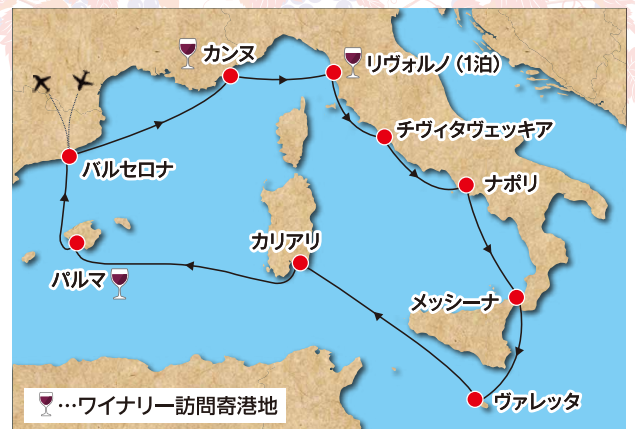 カンヌ
リヴォルノ（1泊）
チヴィタヴェッキア
バルセロナ
ナポリ
カリアリ
パルマ
メッシーナ
ヴァレッタ
…ワイナリー訪問寄港地